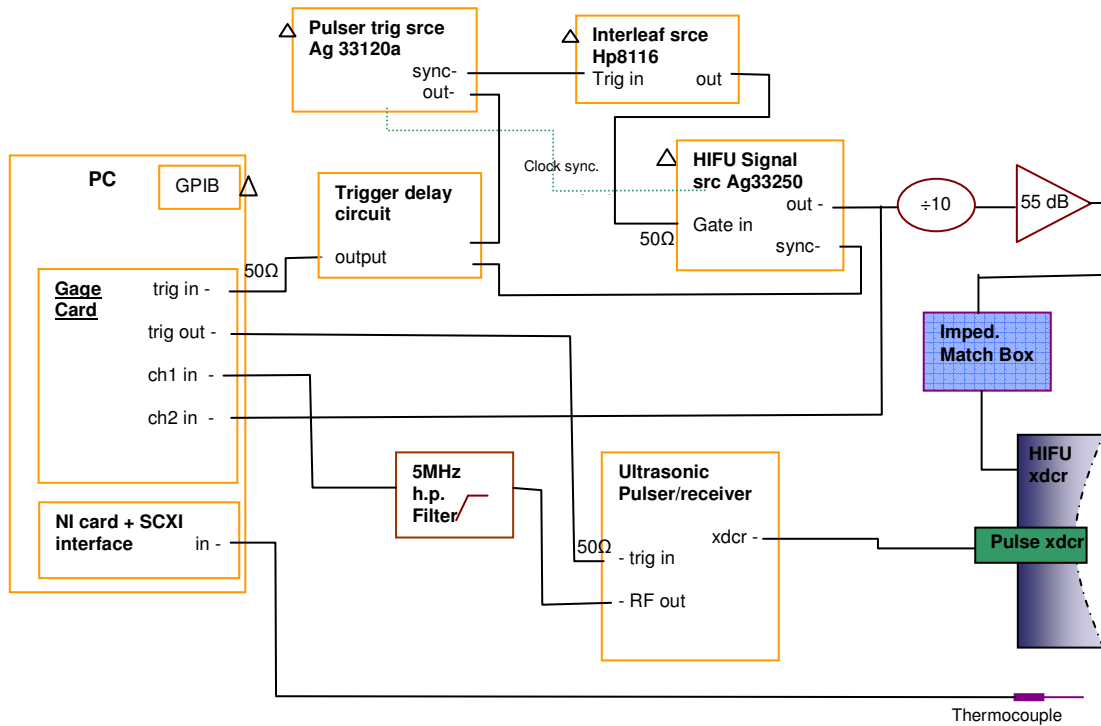 Pulser trig srce
Ag 33120a
sync-
out-
Interleaf srce
Hp8116
Trig in
out
PC
GPIB
Trigger delay
circuit
output
Clock sync.
HIFU Signal
src Ag33250
out -
Gate in
50Ω
sync-
÷10
55 dB
50Ω
Gage
Card
trig in -
trig out -
ch1 in -
ch2 in -
Imped.
Match Box
5MHz
h.p.
Filter
Ultrasonic
Pulser/receiver
xdcr -
50Ω
- trig in
- RF out
HIFU
xdcr
Pulse xdcr
NI card + SCXI
interface
in -
Thermocouple